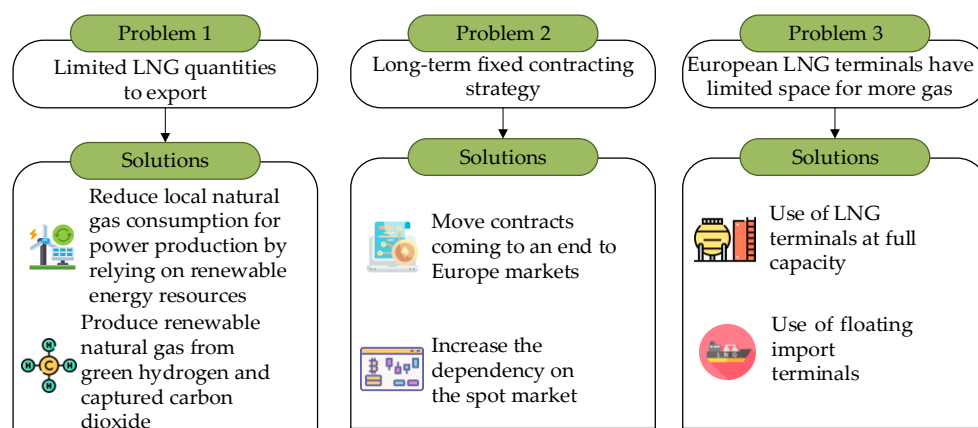 Problem 1
Limited LNG quantities
to export
Solutions
Reduce local natural
gas consumption for
power production by
relying on renewable
energy resources
H
H C H
H
Produce renewable
natural gas from
green hydrogen and
captured carbon
dioxide
Problem 2
Long-term fixed contracting
strategy
Solutions
Move contracts
coming to an end to
Europe markets
Increase the
dependency on
the spot market
Problem 3
European LNG terminals have
limited space for more gas
Solutions
Use of LNG
terminals at full
capacity
LNG
Use of floating
import
terminals